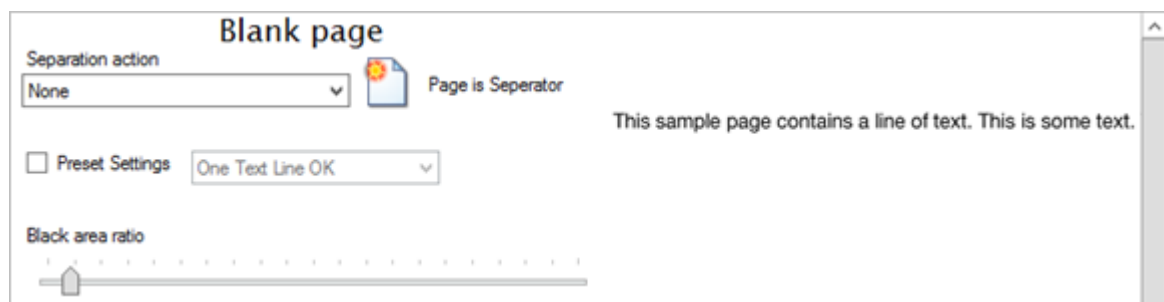 Blank page
Separation action
None
Page is Seperator
This sample page contains a line of text. This is some text.
Preset Settings
One Text Line OK
Black area ratio